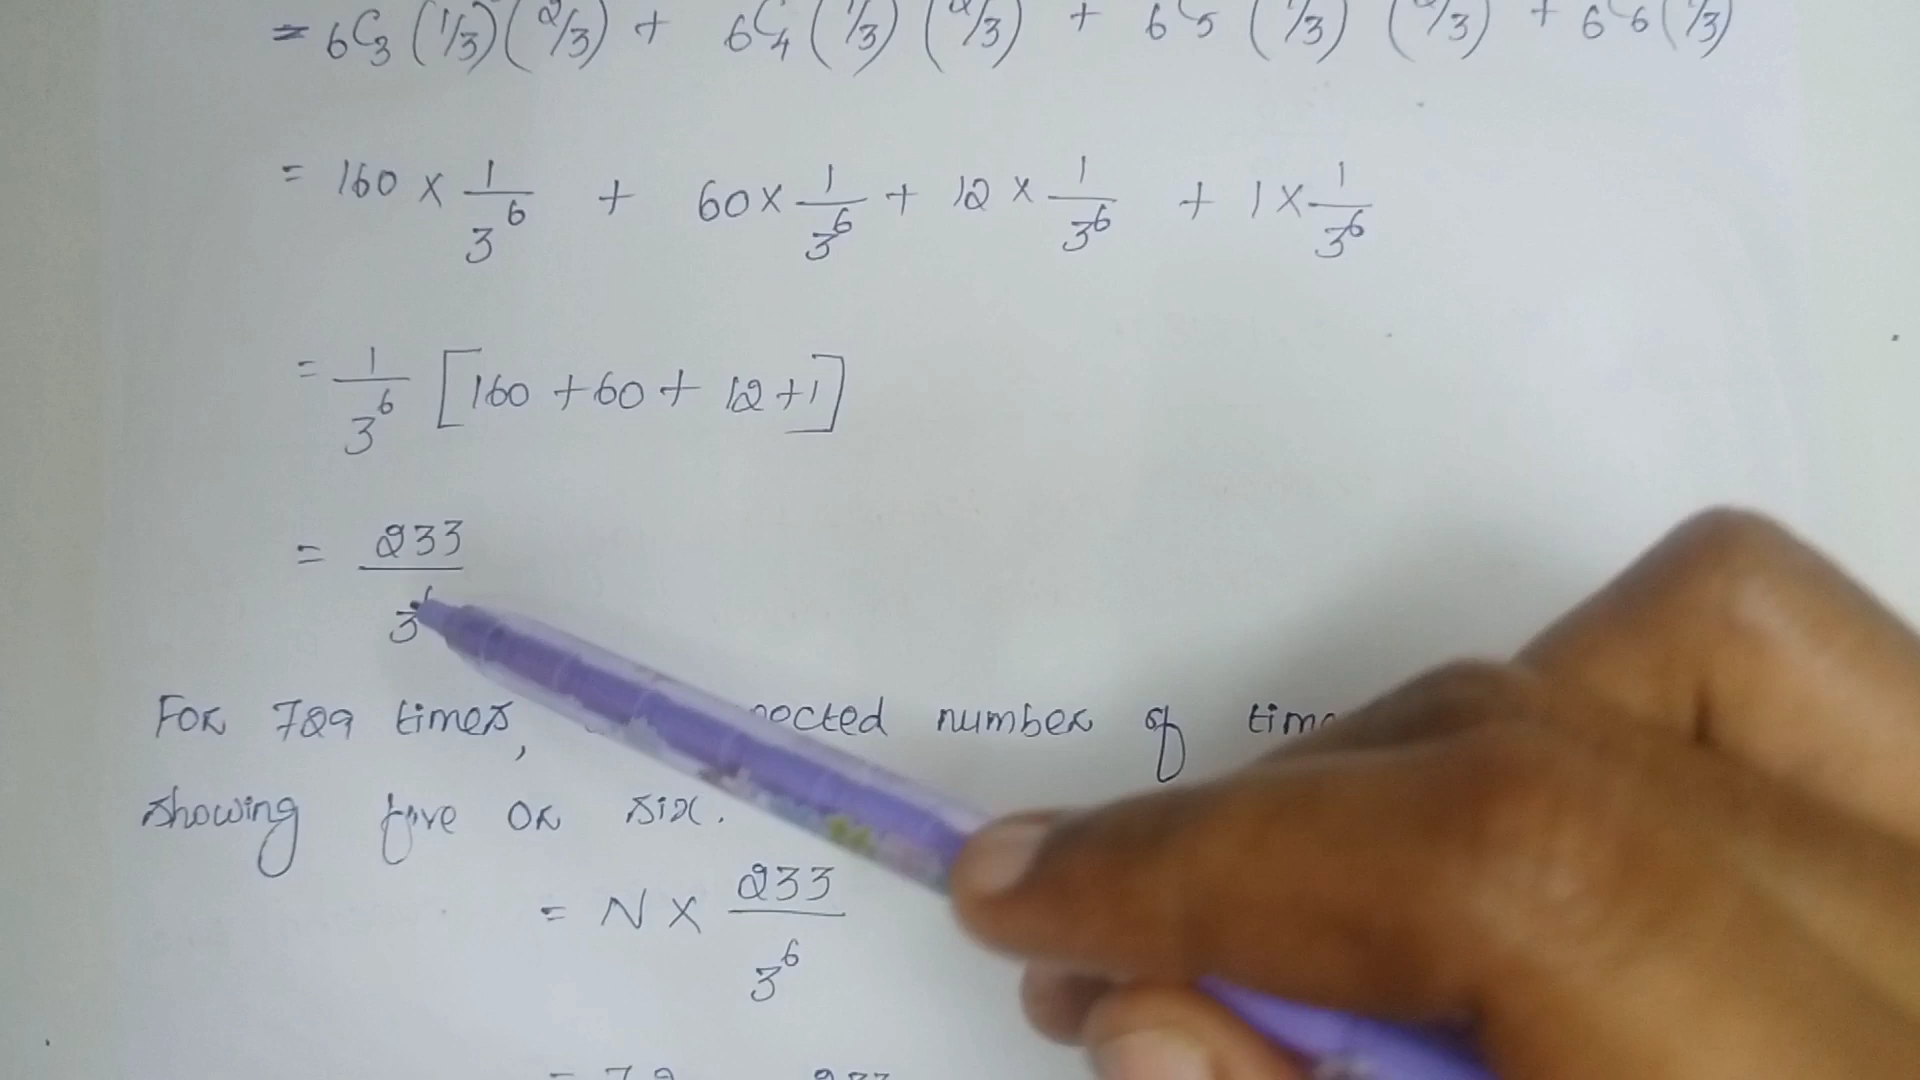 = 6C3 (1/3) (2/3) + 6C4 (1/3) (2/3) + 6C5 (1/3) (2/3) + 6C6 (1/3)
= 160 × 1/3^6 + 60 × 1/3^6 + 12 × 1/3^6 + 1 × 1/3^6
= 1/3^6 [160 + 60 + 12 + 1]
= 233/3^6
For 729 times, number of
showing five or six.
= N × 233/3^6